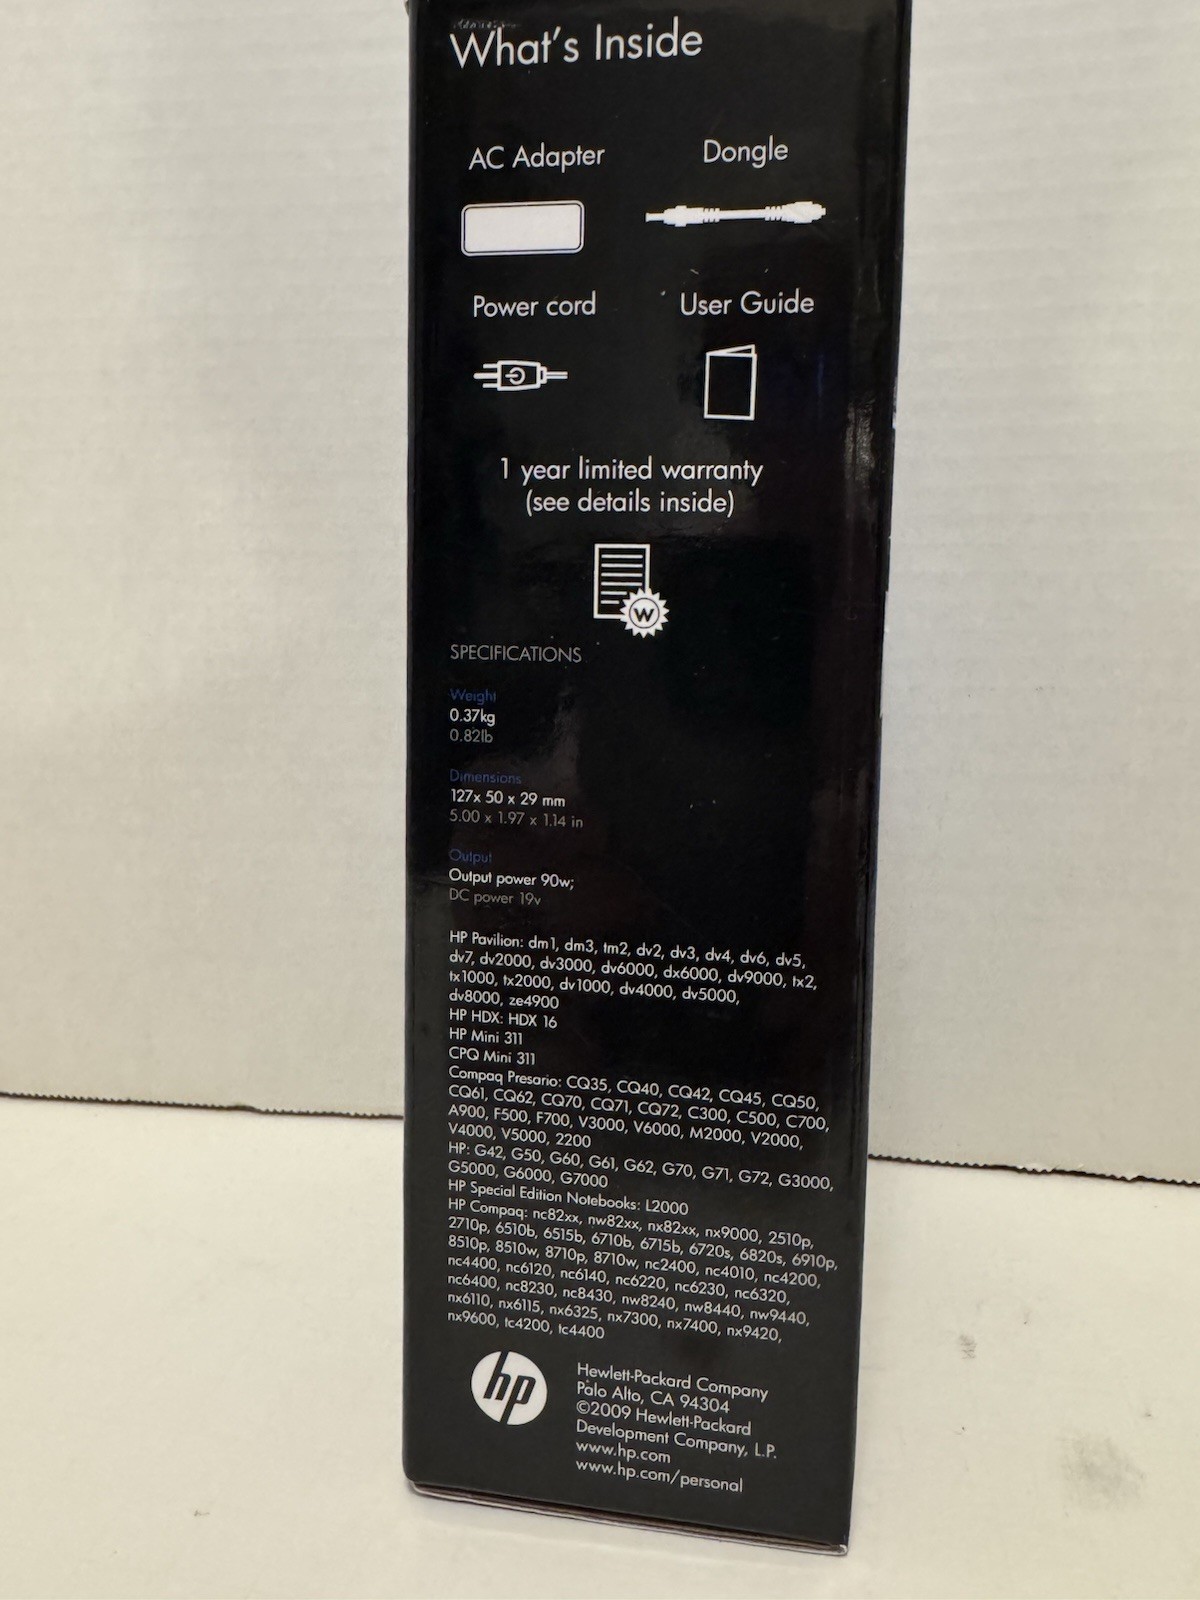 What's Inside
AC Adapter
Dongle
Power cord
User Guide
1 year limited warranty
(see details inside)
W
SPECIFICATIONS
Weight
0.37kg
0.82lb
Dimensions
127x 50 x 29 mm
5.00 x 1.97 x 1.14 in
Output
Output power 90w;
DC power 19v
HP Pavilion: dm1, dm3, tm2, dv2, dv3, dv4, dv6, dv5,
dv7, dv2000, dv3000, dv6000, dx6000, dv9000, tx2,
tx1000, tx2000, dv1000, dv4000, dv5000,
dv8000, ze4900
HP HDX: HDX 16
HP Mini 311
CPQ Mini 311
Compaq Presario: CQ35, CQ40, CQ42, CQ45, CQ50,
CQ61, CQ62, CQ70, CQ71, CQ72, C300, C500, C700,
A900, F500, F700, V3000, V6000, M2000, V2000,
V4000, V5000, 2200
HP: G42, G50, G60, G61, G62, G70, G71, G72, G3000,
G5000, G6000, G7000
HP Special Edition Notebooks: L2000
HP Compaq: nc82xx, nw82xx, nx82xx, nx9000, 2510p,
2710p, 6510b, 6515b, 6710b, 6715b, 6720s, 6820s, 6910p,
8510p, 8510w, 8710p, 8710w, nc2400, nc4010, nc4200,
nc4400, nc6120, nc6140, nc6220, nc6230, nc6320,
nc6400, nc8230, nc8430, nw8240, nw8440, nw9440,
nx6110, nx6115, nx6325, nx7300, nx7400, nx9420,
nx9600, tc4200, tc4400
hp
Hewlett-Packard Company
Palo Alto, CA 94304
©2009 Hewlett-Packard
Development Company, L.P.
www.hp.com
www.hp.com/personal